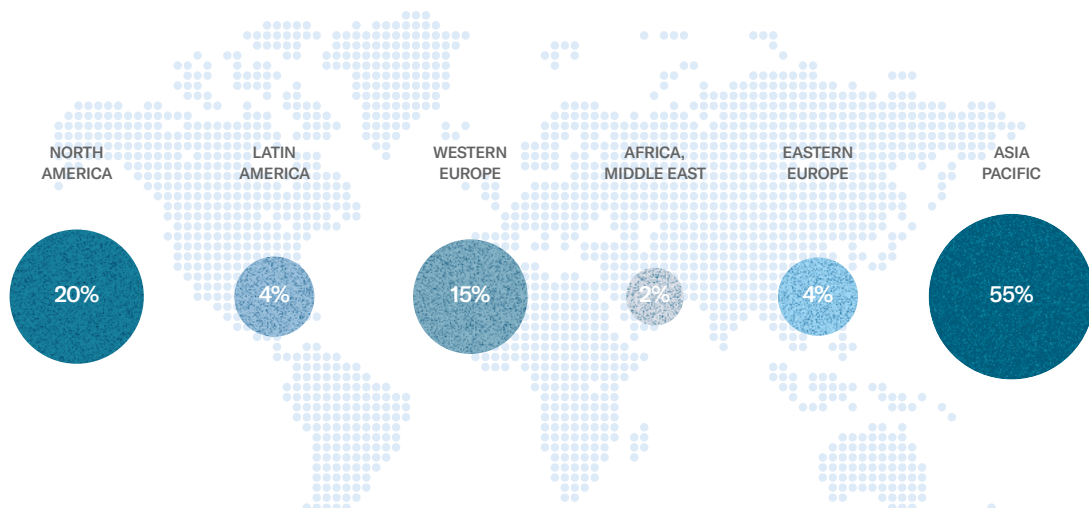 NORTH
AMERICA
20%
LATIN
AMERICA
4%
WESTERN
EUROPE
15%
AFRICA,
MIDDLE EAST
2%
EASTERN
EUROPE
4%
ASIA
PACIFIC
55%